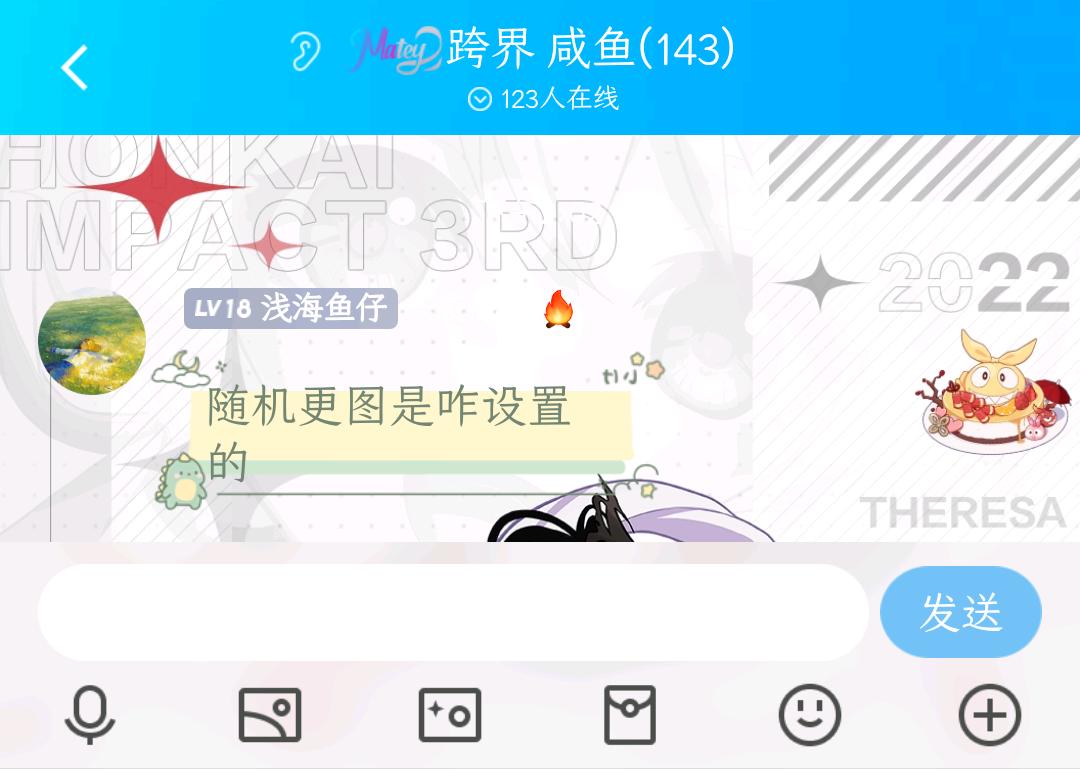 Matey 跨界 咸鱼(143)
123人在线
HONKAI
IMPACT 3RD
2022
LV18 浅海鱼仔
随机更图是咋设置
的
THERESA
发送